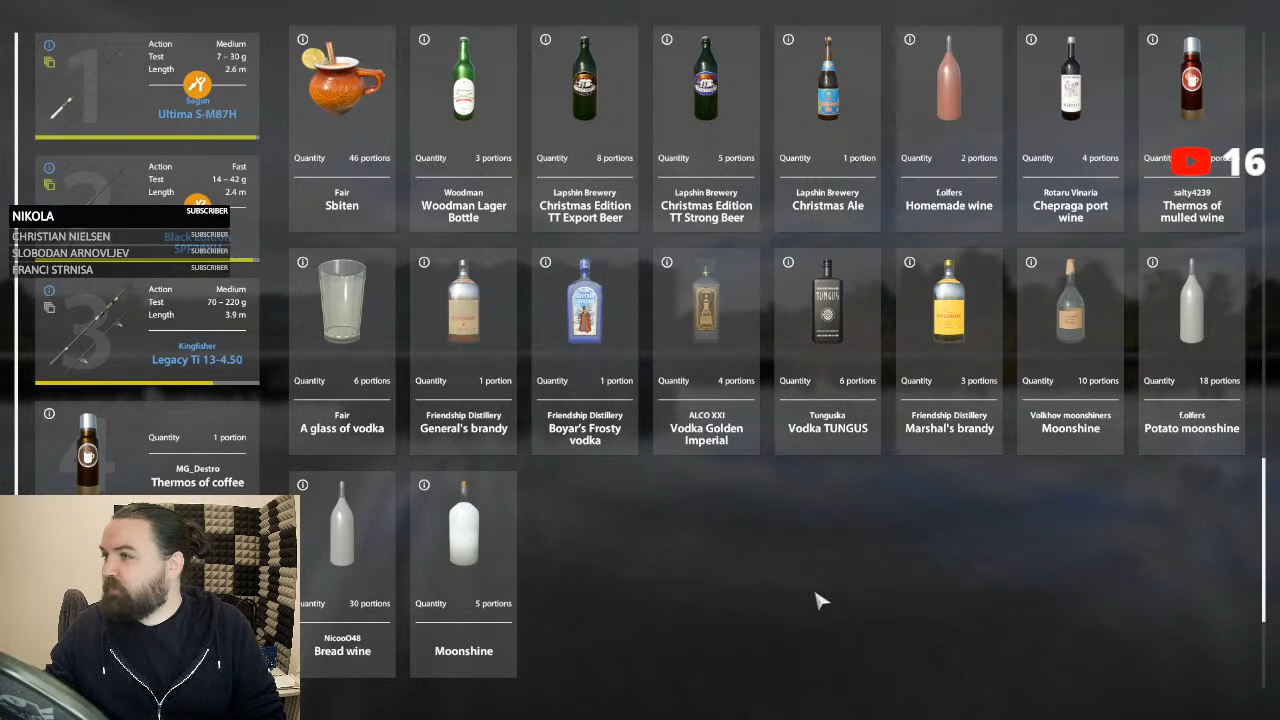 Action Medium
Test 7 – 30 g
Length 2.6 m
Segun
Ultima S-M87H
Action Fast
Test 14 – 42 g
Length 2.4 m
NIKOLA SUBSCRIBER
CHRISTIAN NIELSEN SUBSCRIBER
SLOBODAN ARNOVLJEV SUBSCRIBER
FRANCI STRNISA SUBSCRIBER
Black Edition
3
Action Medium
Test 70 – 220 g
Length 3.9 m
Kingfisher
Legacy Ti 13-4.50
4
Quantity 1 portion
MG_Destro
Thermos of coffee
Quantity 46 portions
Fair
Sbiten
Quantity 3 portions
Woodman
Woodman Lager
Bottle
Quantity 8 portions
Lapshin Brewery
Christmas Edition
TT Export Beer
Quantity 5 portions
Lapshin Brewery
Christmas Edition
TT Strong Beer
Quantity 1 portion
Lapshin Brewery
Christmas Ale
Quantity 2 portions
f.olfers
Homemade wine
Quantity 4 portions
Rotaru Vinaria
Chepraga port
wine
16
salty4239
Thermos of
mulled wine
Quantity 6 portions
Fair
A glass of vodka
Quantity 1 portion
Friendship Distillery
General's brandy
Quantity 1 portion
Friendship Distillery
Boyar's Frosty
vodka
Quantity 4 portions
ALCO XXI
Vodka Golden
Imperial
TUNGUS
Quantity 6 portions
Tunguska
Vodka TUNGUS
Quantity 3 portions
Friendship Distillery
Marshal's brandy
Quantity 10 portions
Volkhov moonshiners
Moonshine
Quantity 18 portions
f.olfers
Potato moonshine
uantity 30 portions
NicooO48
Bread wine
Quantity 5 portions
Moonshine